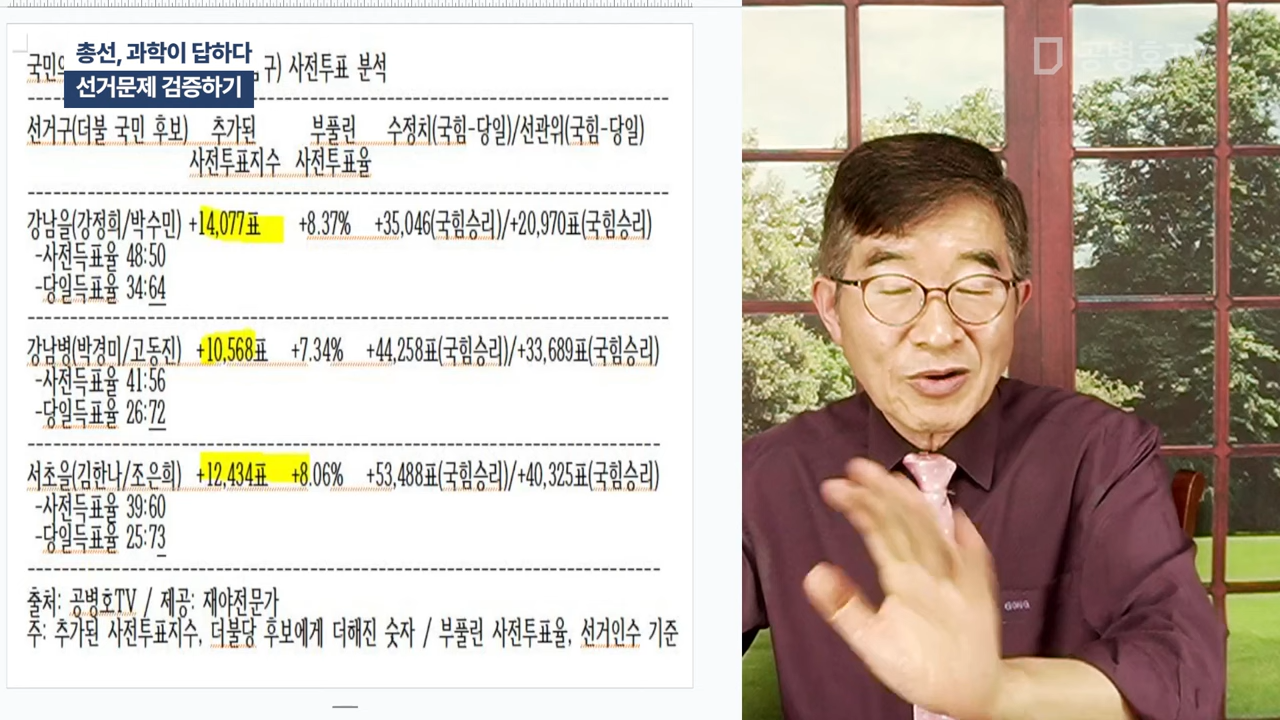 총선, 과학이 답하다
선거문제 검증하기
구) 사전투표 분석
선거구(더불 국민 후보) 추가된 부풀린 수정치(국힘-당일)/선관위(국힘-당일)
사전투표지수 사전투표율
강남을(강정희/박수민) +14,077표 +8.37% +35,046(국힘승리)/+20,970표(국힘승리)
-사전득표율 48:50
-당일득표율 34:64
강남병(박경미/고동진) +10,568표 +7.34% +44,258표(국힘승리)/+33,689표(국힘승리)
-사전득표율 41:56
-당일득표율 26:72
서초을(김한나/조은희) +12,434표 +8.06% +53,488표(국힘승리)/+40,325표(국힘승리)
-사전득표율 39:60
-당일득표율 25:73
출처: 공병호TV / 제공: 재야전문가
주: 추가된 사전투표지수, 더불당 후보에게 더해진 숫자 / 부풀린 사전투표율, 선거인수 기준
공병호TV